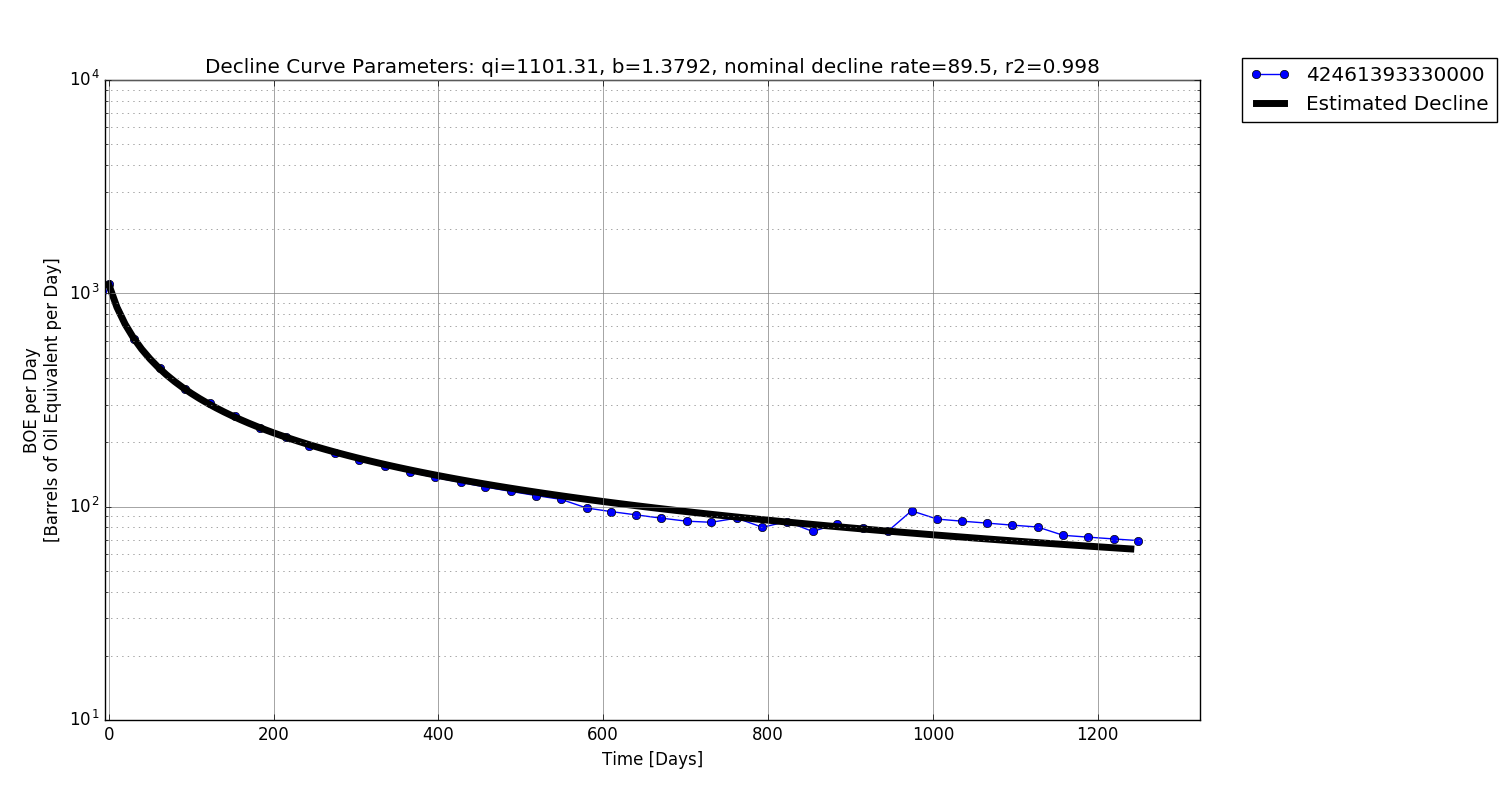 Decline Curve Parameters: qi=1101.31, b=1.3792, nominal decline rate=89.5, r2=0.998
42461393330000
Estimated Decline
BOE per Day
[Barrels of Oil Equivalent per Day]
10^4
10^3
10^2
10^1
0 200 400 600 800 1000 1200
Time [Days]